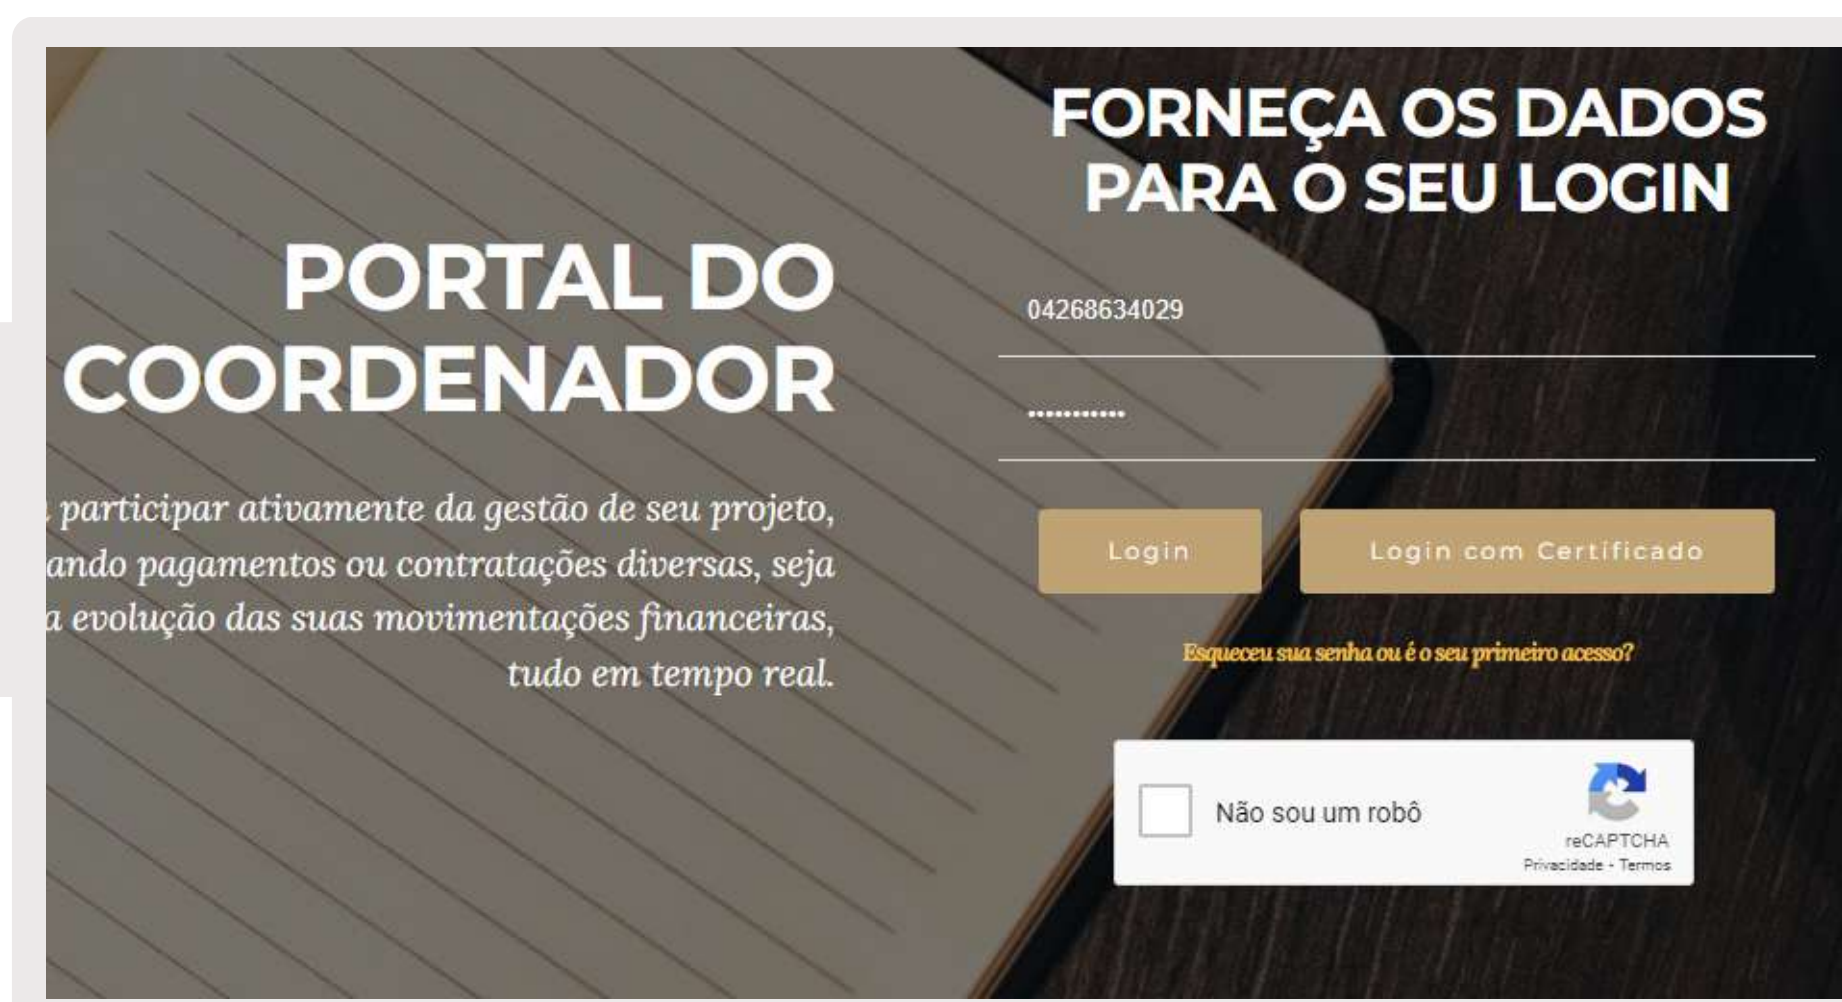 PORTAL DO
COORDENADOR
participar ativamente da gestão de seu projeto,
ando pagamentos ou contratações diversas, seja
a evolução das suas movimentações financeiras,
tudo em tempo real.
FORNEÇA OS DADOS
PARA O SEU LOGIN
04268634029
•••••••••••
Login
Login com Certificado
Esqueceu sua senha ou é o seu primeiro acesso?
Não sou um robô
reCAPTCHA
Privacidade - Termos